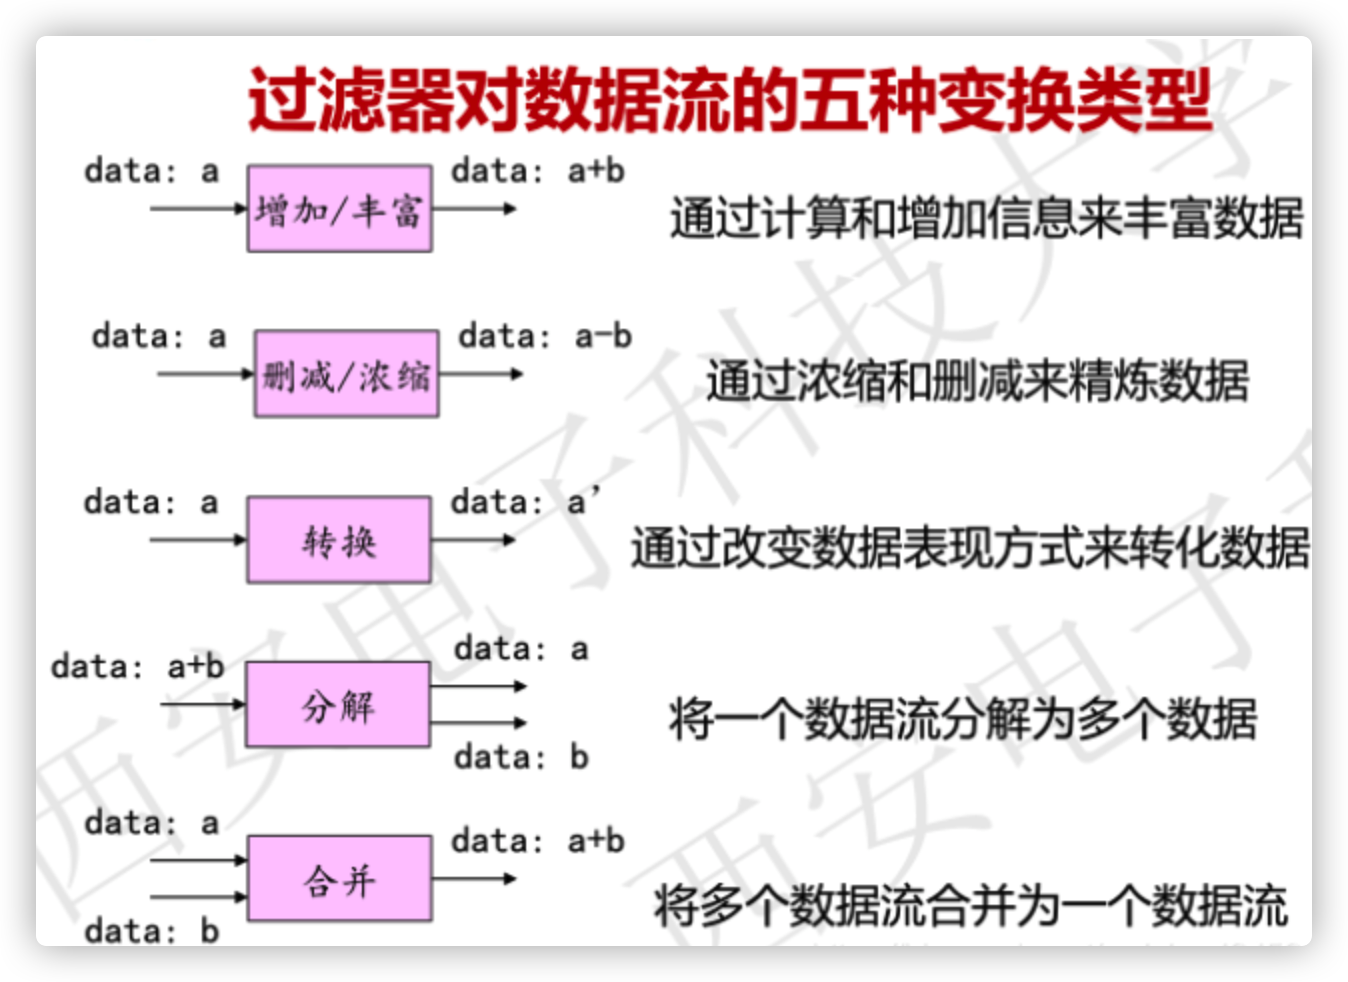 过滤器对数据流的五种变换类型
data: a
data: a+b
增加/丰富
通过计算和增加信息来丰富数据
data: a
data: a-b
删减/浓缩
通过浓缩和删减来精炼数据
data: a
data: a’
转换
通过改变数据表现方式来转化数据
data: a+b
data: a
分解
data: b
将一个数据流分解为多个数据
data: a
data: a+b
合并
data: b
将多个数据流合并为一个数据流
西安电子科技大学
西安电子